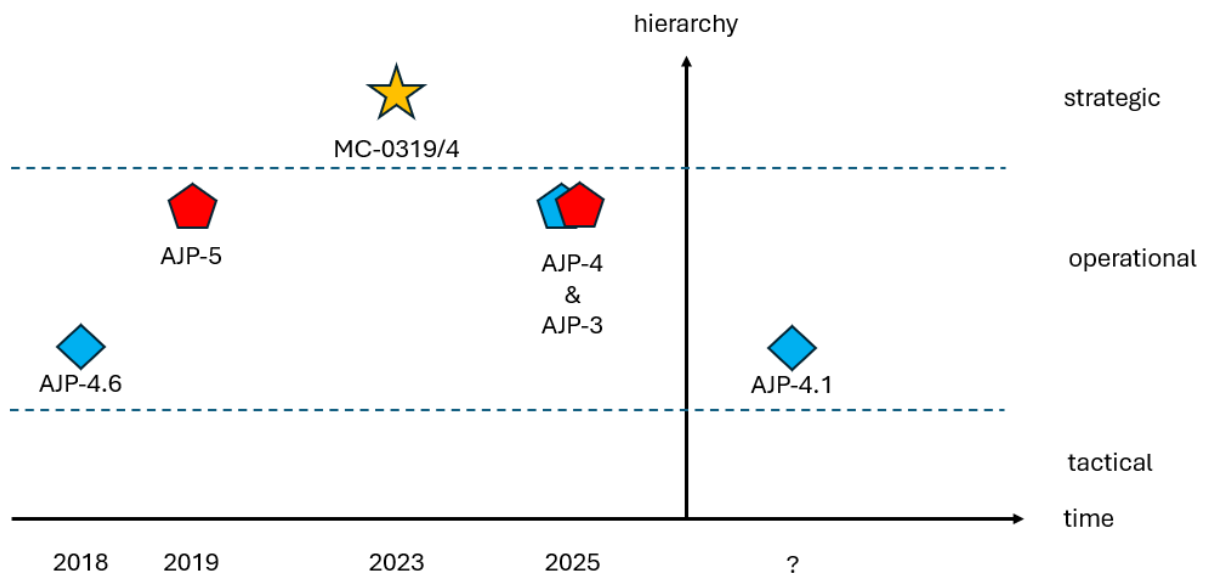 hierarchy
strategic
MC-0319/4
AJP-5
operational
AJP-4
&
AJP-3
AJP-4.6
AJP-4.1
tactical
time
2018
2019
2023
2025
?